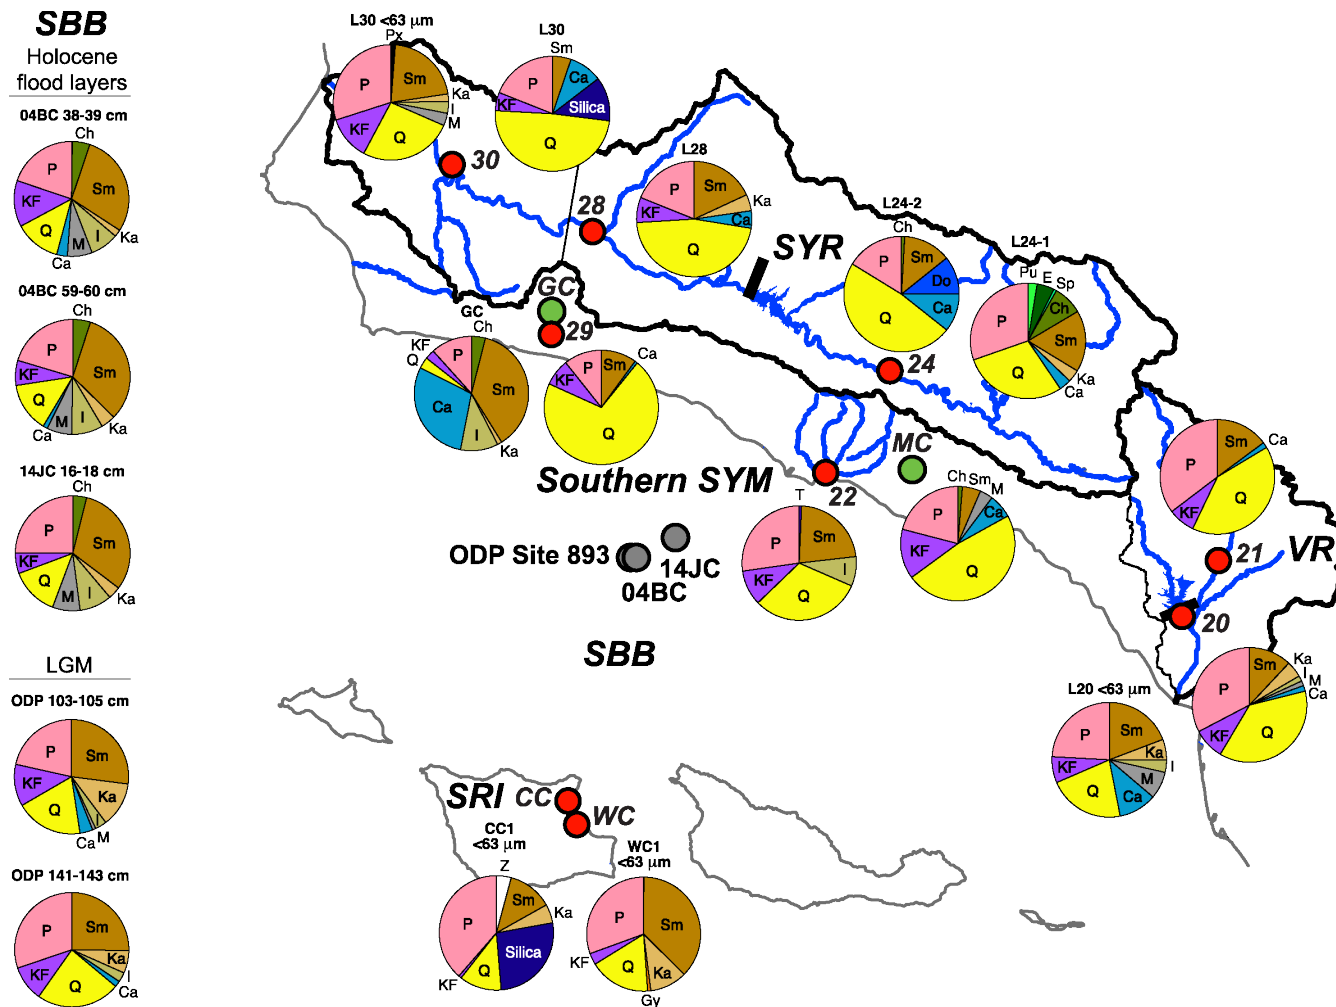 SBB
Holocene
flood layers
04BC 38-39 cm
Ch
P
Sm
KF
Q
M
I
Ka
Ca
04BC 59-60 cm
Ch
P
Sm
KF
Q
M
I
Ka
Ca
14JC 16-18 cm
Ch
P
Sm
KF
Q
M
I
Ka
LGM
ODP 103-105 cm
P
Sm
KF
Q
Ka
I
M
Ca
ODP 141-143 cm
P
Sm
KF
Q
Ka
I
Ca
L30 <63 µm
Px
P
Sm
Ka
I
M
KF
Q
L30
Sm
P
Ca
Silica
KF
Q
30
28
L28
P
Sm
Ka
Ca
KF
Q
SYR
L24-2
Ch
P
Sm
Do
Ca
Q
L24-1
Pu
E
Sp
Ch
P
Sm
Ka
Ca
Q
24
GC
29
GC
Ch
KF
P
Q
Sm
Ca
I
Ka
Ca
P
Sm
KF
Q
Southern SYM
MC
22
T
P
Sm
I
KF
Q
Ch
Sm
M
P
Ca
KF
Q
ODP Site 893
14JC
04BC
SBB
Sm
Ca
P
Q
KF
21
VR
20
P
Sm
Ka
I
M
Ca
KF
Q
L20 <63 µm
P
Sm
Ka
I
M
KF
Q
Ca
SRI
CC
WC
CC1
<63 µm
Z
P
Sm
Ka
Silica
Q
KF
WC1
<63 µm
P
Sm
KF
Q
Ka
Gy